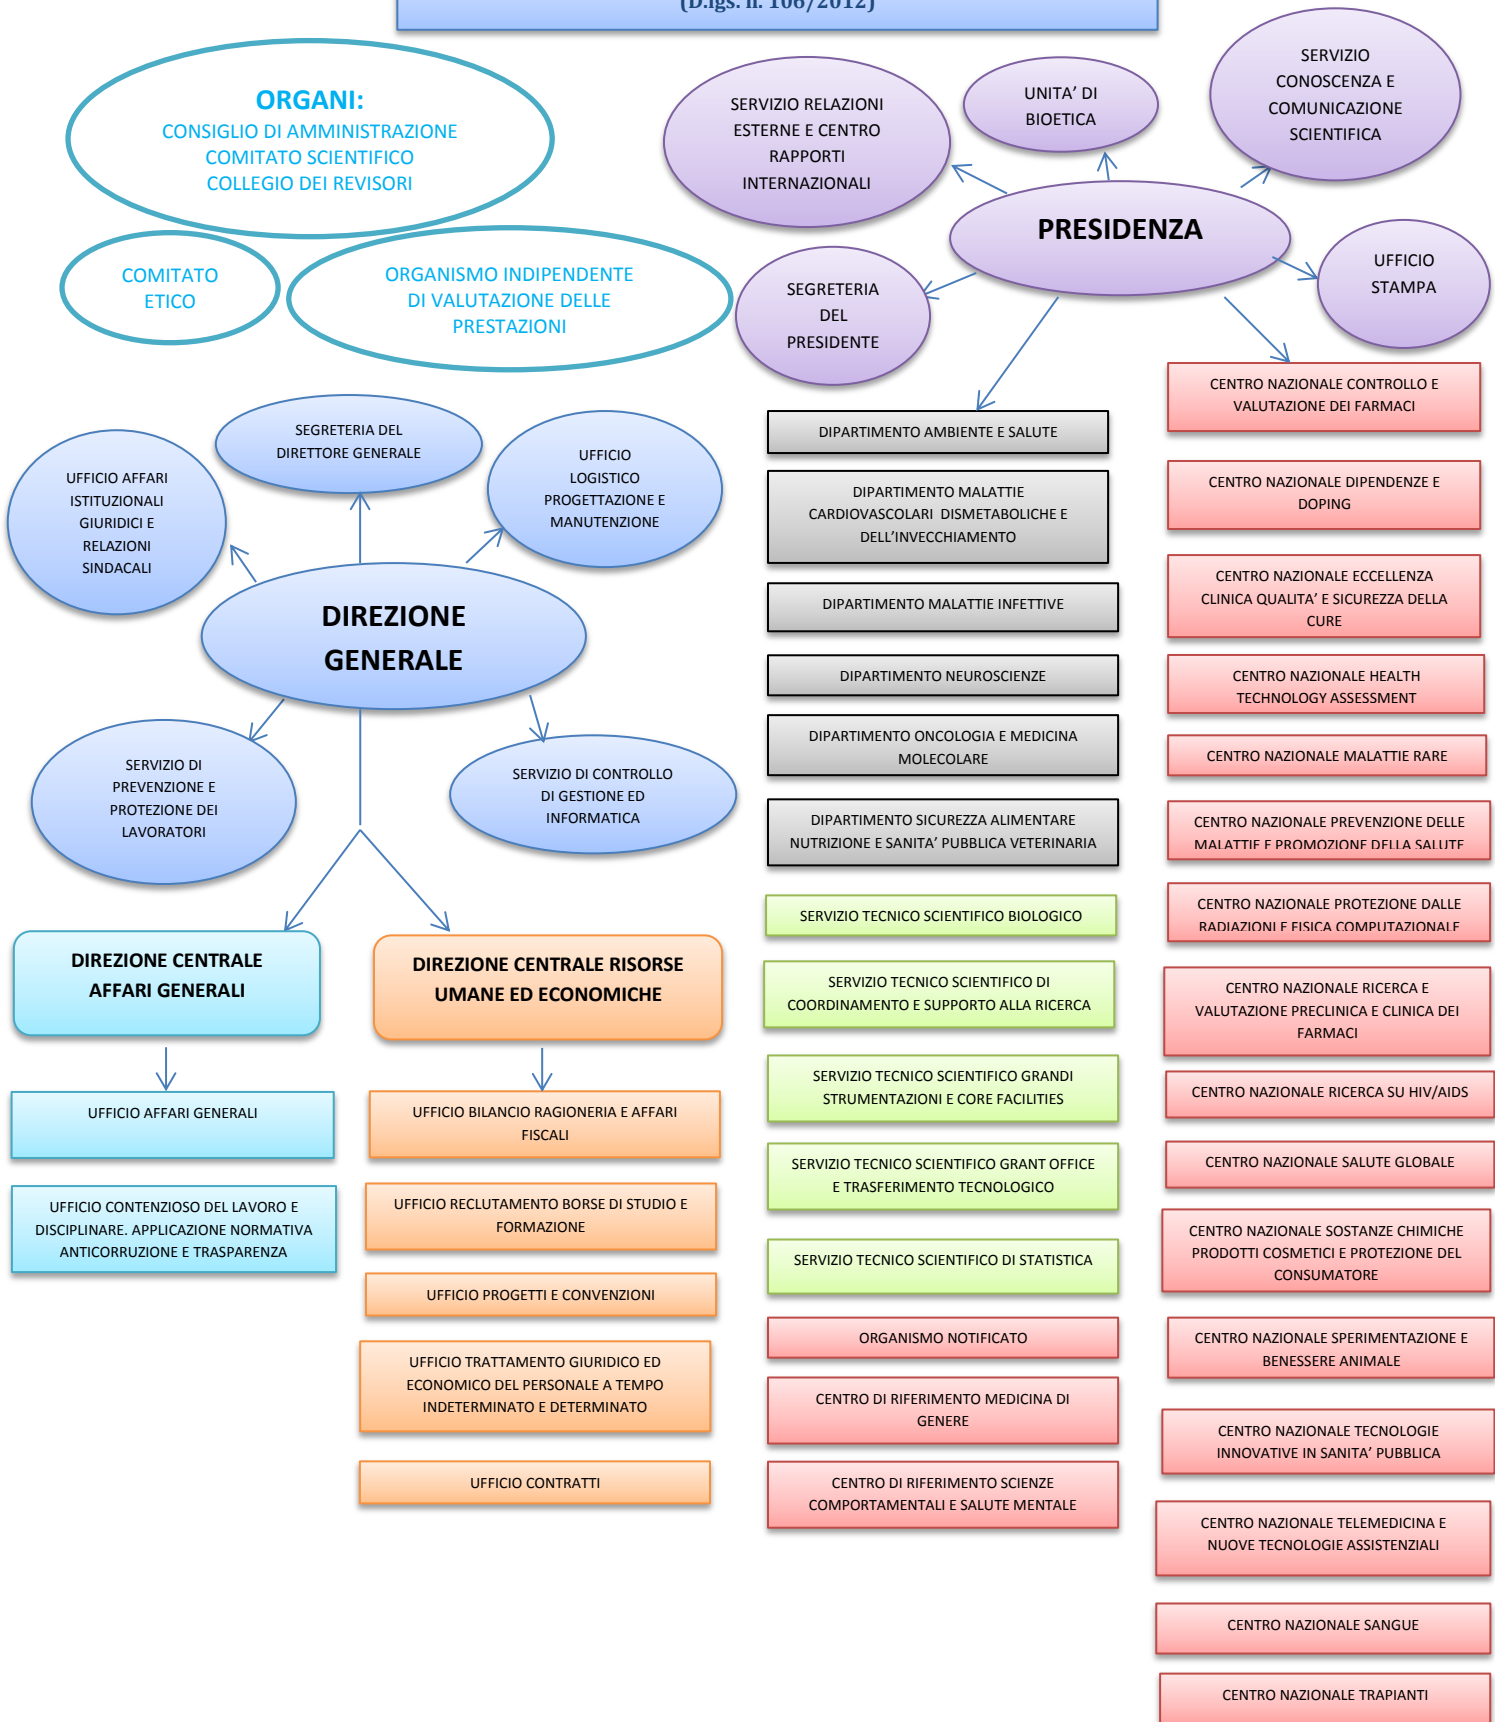 (D.lgs. n. 106/2012)
ORGANI:
CONSIGLIO DI AMMINISTRAZIONE
COMITATO SCIENTIFICO
COLLEGIO DEI REVISORI
COMITATO
ETICO
ORGANISMO INDIPENDENTE
DI VALUTAZIONE DELLE
PRESTAZIONI
SERVIZIO RELAZIONI
ESTERNE E CENTRO
RAPPORTI
INTERNAZIONALI
UNITA’ DI
BIOETICA
SERVIZIO
CONOSCENZA E
COMUNICAZIONE
SCIENTIFICA
PRESIDENZA
SEGRETERIA
DEL
PRESIDENTE
UFFICIO
STAMPA
UFFICIO AFFARI
ISTITUZIONALI
GIURIDICI E
RELAZIONI
SINDACALI
SEGRETERIA DEL
DIRETTORE GENERALE
UFFICIO
LOGISTICO
PROGETTAZIONE E
MANUTENZIONE
DIREZIONE
GENERALE
SERVIZIO DI
PREVENZIONE E
PROTEZIONE DEI
LAVORATORI
SERVIZIO DI CONTROLLO
DI GESTIONE ED
INFORMATICA
DIREZIONE CENTRALE
AFFARI GENERALI
UFFICIO AFFARI GENERALI
UFFICIO CONTENZIOSO DEL LAVORO E
DISCIPLINARE. APPLICAZIONE NORMATIVA
ANTICORRUZIONE E TRASPARENZA
DIREZIONE CENTRALE RISORSE
UMANE ED ECONOMICHE
UFFICIO BILANCIO RAGIONERIA E AFFARI
FISCALI
UFFICIO RECLUTAMENTO BORSE DI STUDIO E
FORMAZIONE
UFFICIO PROGETTI E CONVENZIONI
UFFICIO TRATTAMENTO GIURIDICO ED
ECONOMICO DEL PERSONALE A TEMPO
INDETERMINATO E DETERMINATO
UFFICIO CONTRATTI
DIPARTIMENTO AMBIENTE E SALUTE
DIPARTIMENTO MALATTIE
CARDIOVASCOLARI DISMETABOLICHE E
DELL’INVECCHIAMENTO
DIPARTIMENTO MALATTIE INFETTIVE
DIPARTIMENTO NEUROSCIENZE
DIPARTIMENTO ONCOLOGIA E MEDICINA
MOLECOLARE
DIPARTIMENTO SICUREZZA ALIMENTARE
NUTRIZIONE E SANITA’ PUBBLICA VETERINARIA
SERVIZIO TECNICO SCIENTIFICO BIOLOGICO
SERVIZIO TECNICO SCIENTIFICO DI
COORDINAMENTO E SUPPORTO ALLA RICERCA
SERVIZIO TECNICO SCIENTIFICO GRANDI
STRUMENTAZIONI E CORE FACILITIES
SERVIZIO TECNICO SCIENTIFICO GRANT OFFICE
E TRASFERIMENTO TECNOLOGICO
SERVIZIO TECNICO SCIENTIFICO DI STATISTICA
ORGANISMO NOTIFICATO
CENTRO DI RIFERIMENTO MEDICINA DI
GENERE
CENTRO DI RIFERIMENTO SCIENZE
COMPORTAMENTALI E SALUTE MENTALE
CENTRO NAZIONALE CONTROLLO E
VALUTAZIONE DEI FARMACI
CENTRO NAZIONALE DIPENDENZE E
DOPING
CENTRO NAZIONALE ECCELLENZA
CLINICA QUALITA’ E SICUREZZA DELLA
CURE
CENTRO NAZIONALE HEALTH
TECHNOLOGY ASSESSMENT
CENTRO NAZIONALE MALATTIE RARE
CENTRO NAZIONALE PREVENZIONE DELLE
MALATTIE E PROMOZIONE DELLA SALUTE
CENTRO NAZIONALE PROTEZIONE DALLE
RADIAZIONI E FISICA COMPUTAZIONALE
CENTRO NAZIONALE RICERCA E
VALUTAZIONE PRECLINICA E CLINICA DEI
FARMACI
CENTRO NAZIONALE RICERCA SU HIV/AIDS
CENTRO NAZIONALE SALUTE GLOBALE
CENTRO NAZIONALE SOSTANZE CHIMICHE
PRODOTTI COSMETICI E PROTEZIONE DEL
CONSUMATORE
CENTRO NAZIONALE SPERIMENTAZIONE E
BENESSERE ANIMALE
CENTRO NAZIONALE TECNOLOGIE
INNOVATIVE IN SANITA’ PUBBLICA
CENTRO NAZIONALE TELEMEDICINA E
NUOVE TECNOLOGIE ASSISTENZIALI
CENTRO NAZIONALE SANGUE
CENTRO NAZIONALE TRAPIANTI